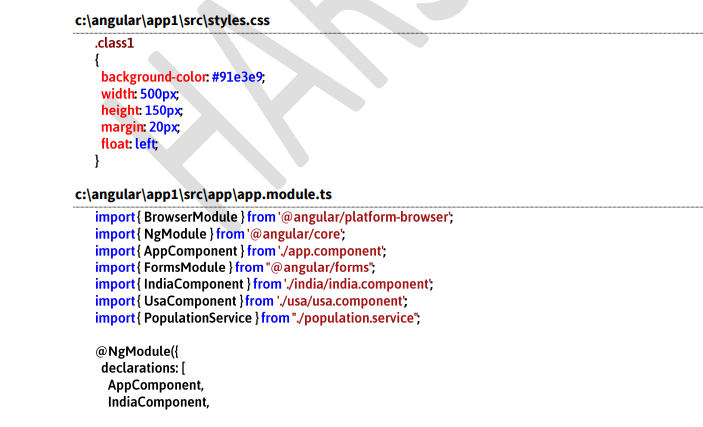 c:\angular\app1\src\styles.css
.class1
{
background-color: #91e3e9;
width: 500px;
height: 150px;
margin: 20px;
float: left;
}
c:\angular\app1\src\app\app.module.ts
import { BrowserModule } from '@angular/platform-browser';
import { NgModule } from '@angular/core';
import { AppComponent } from './app.component';
import { FormsModule } from "@angular/forms";
import { IndiaComponent } from './india/india.component';
import { UsaComponent } from './usa/usa.component';
import { PopulationService } from "./population.service";
@NgModule({
declarations: [
AppComponent,
IndiaComponent,